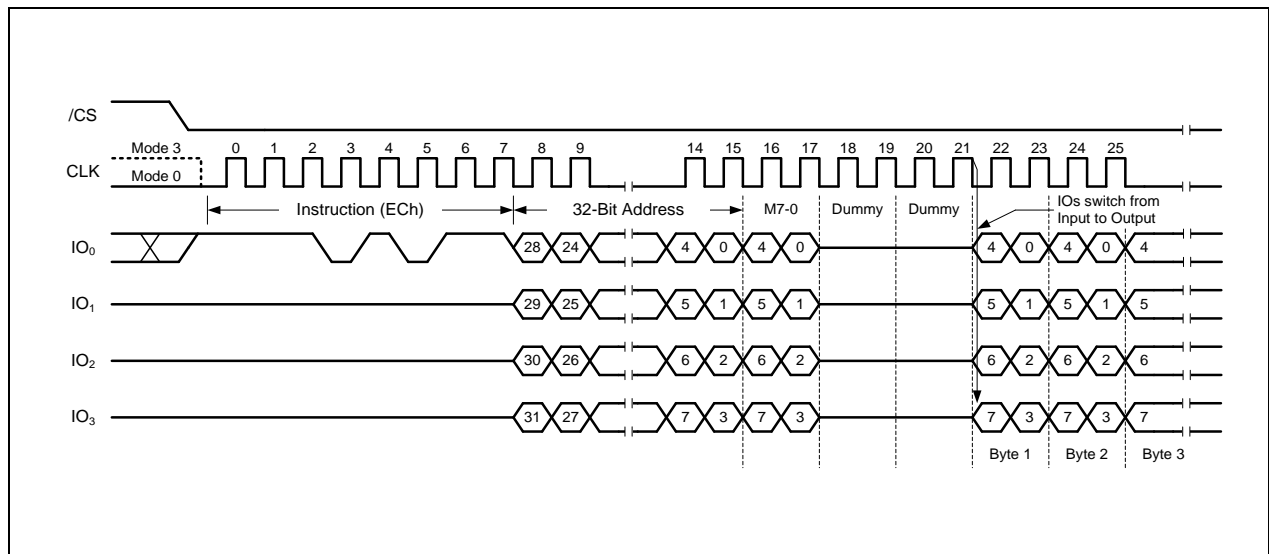 /CS
Mode 3 0 1 2 3 4 5 6 7 8 9 14 15 16 17 18 19 20 21 22 23 24 25
CLK
Mode 0
Instruction (ECh) 32-Bit Address M7-0 Dummy Dummy IOs switch from
Input to Output
IO0 28 24 4 0 4 0 4 0 4 0 4
IO1 29 25 5 1 5 1 5 1 5 1 5
IO2 30 26 6 2 6 2 6 2 6 2 6
IO3 31 27 7 3 7 3 7 3 7 3 7
Byte 1 Byte 2 Byte 3